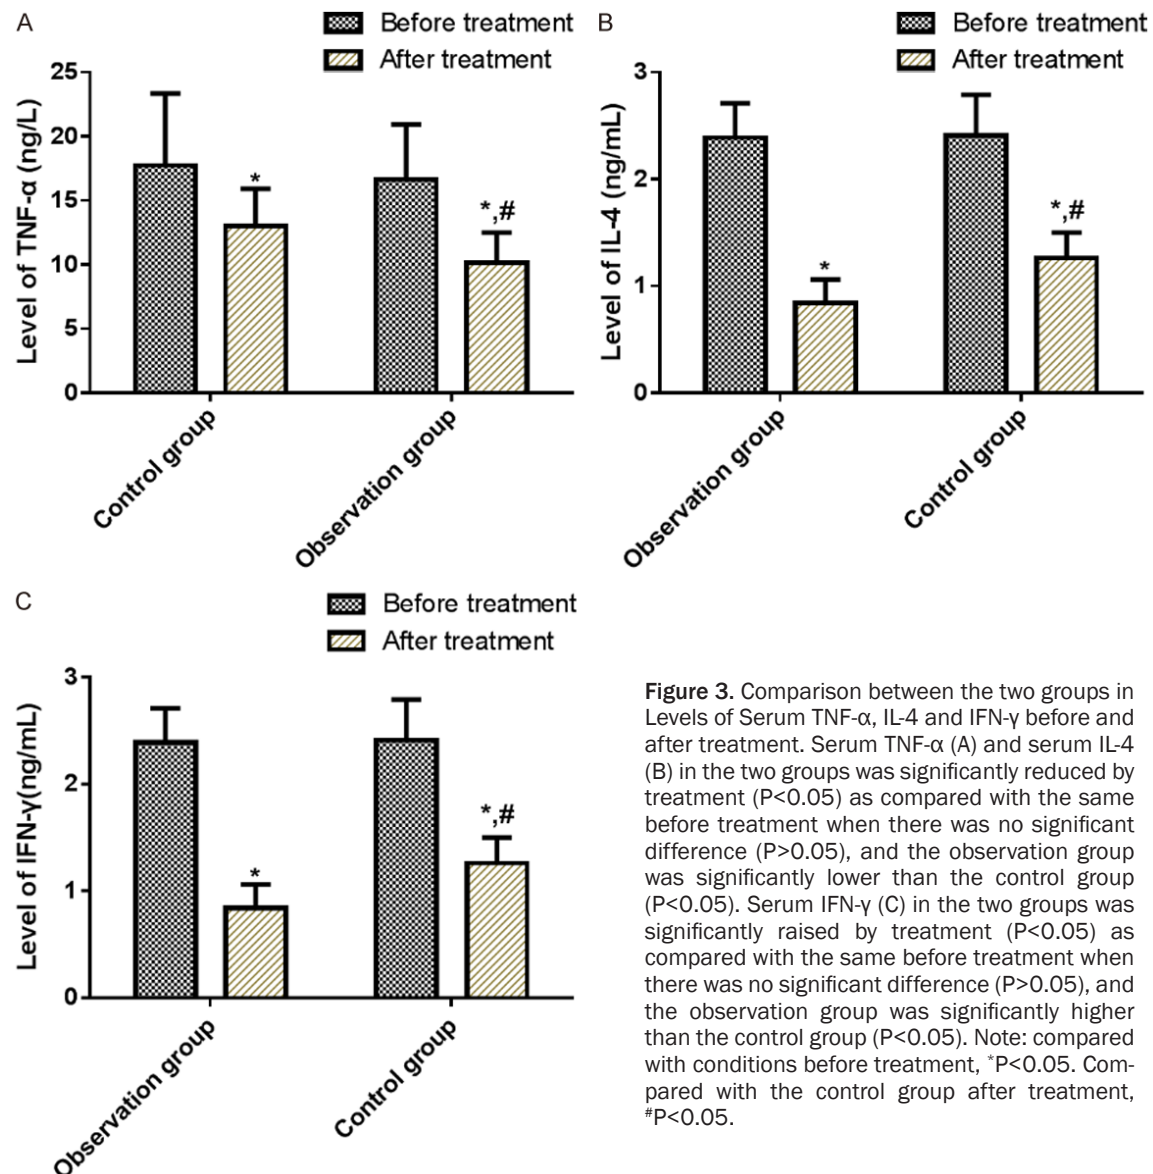 A
Before treatment
After treatment
Level of TNF-α (ng/L)
25
20
15
10
5
0
*
*,#
Control group
Observation group
B
Before treatment
After treatment
Level of IL-4 (ng/mL)
3
2
1
0
*
*,#
Observation group
Control group
C
Before treatment
After treatment
Level of IFN-γ(ng/mL)
3
2
1
0
*
*,#
Observation group
Control group
Figure 3. Comparison between the two groups in
Levels of Serum TNF-α, IL-4 and IFN-γ before and
after treatment. Serum TNF-α (A) and serum IL-4
(B) in the two groups was significantly reduced by
treatment (P<0.05) as compared with the same
before treatment when there was no significant
difference (P>0.05), and the observation group
was significantly lower than the control group
(P<0.05). Serum IFN-γ (C) in the two groups was
significantly raised by treatment (P<0.05) as
compared with the same before treatment when
there was no significant difference (P>0.05), and
the observation group was significantly higher
than the control group (P<0.05). Note: compared
with conditions before treatment, *P<0.05. Com-
pared with the control group after treatment,
#P<0.05.